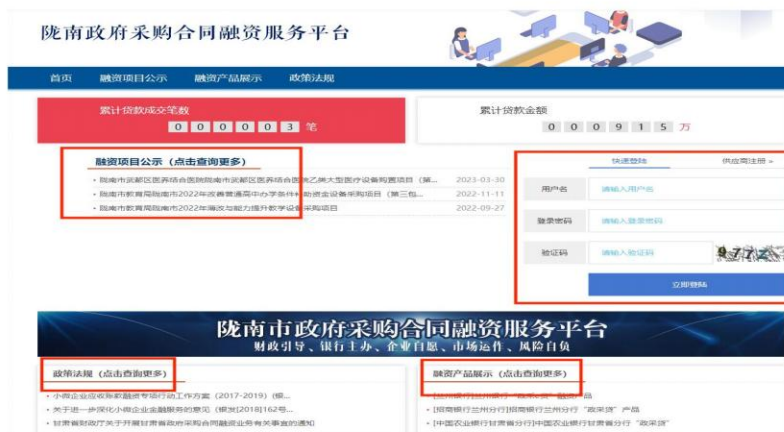 陇南政府采购合同融资服务平台
首页 融资项目公示 融资产品展示 政策法规
累计贷款成交笔数
0 0 0 0 0 3 笔
累计贷款金额
0 0 0 9 1 5 万
融资项目公示（点击查询更多）
• 陇南市武都区医养结合医院陇南市武都区医养结合医院乙类大型医疗设备购置项目（第... 2023-03-30
• 陇南市教育局陇南市2022年改善普通高中办学条件补助资金设备采购项目（第三包... 2022-11-11
• 陇南市教育局陇南市2022年薄改与能力提升教学设备采购项目 2022-09-27
快速登陆 供应商注册 »
用户名 请输入用户名
登录密码 请输入登录密码
验证码 请输入验证码
立即登陆
陇南市政府采购合同融资服务平台
财政引导、银行主办、企业自愿、市场运作、风险自负
政策法规（点击查询更多）
• 小微企业应收账款融资专项行动工作方案（2017-2019）（银...
• 关于进一步深化小微企业金融服务的意见（银发[2018]162号...
• 甘肃省财政厅关于开展甘肃省政府采购合同融资业务有关事宜的通知
融资产品展示（点击查询更多）
• [兰州银行]兰州银行“政采e贷”融资产品
• [招商银行兰州分行]招商银行兰州分行“政采贷”产品
• [中国农业银行甘肃省分行]中国农业银行甘肃省分行“政采贷”